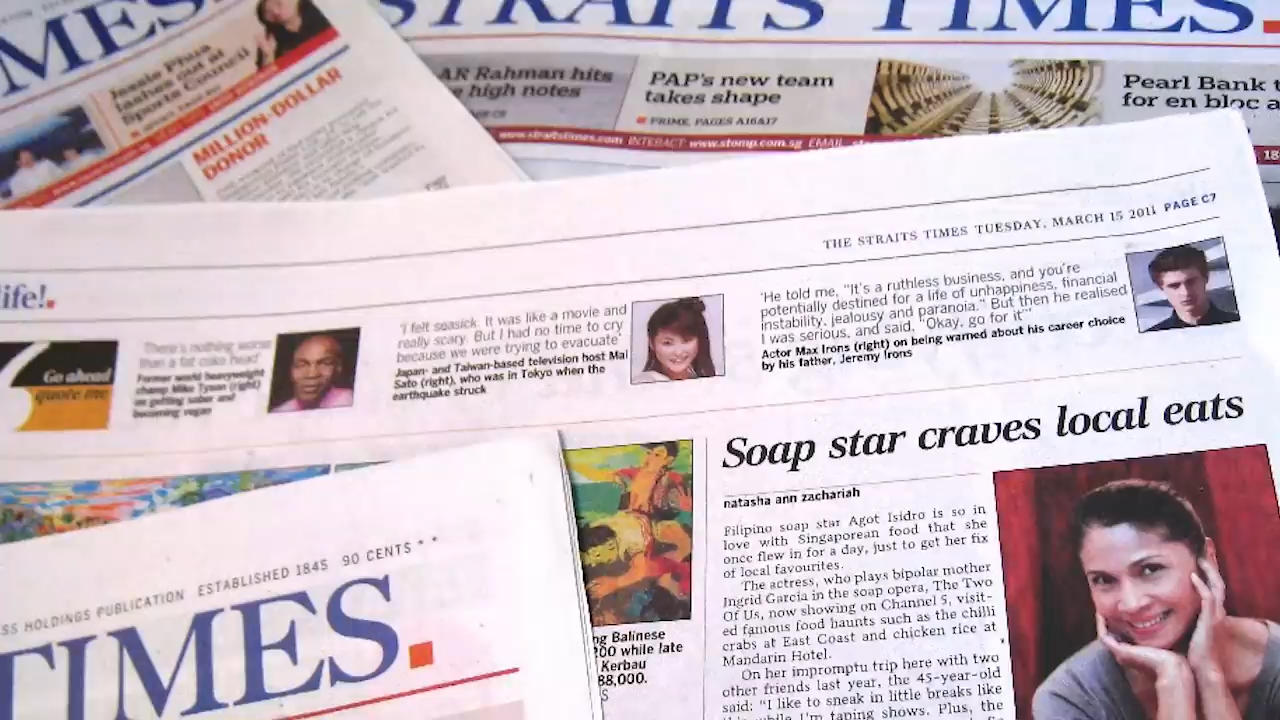 STRAITS TIMES.
MES
Jessie Phua
lashes out at
Sports Council
MILLION-DOLLAR
DONOR
AR Rahman hits
high notes
PAP's new team
takes shape
PRIME, PAGES A16&17
Pearl Bank
for en bloc
www.straitstimes.com INTERACT www.stomp.com.sg EMAIL
THE STRAITS TIMES TUESDAY, MARCH 15 2011 PAGE C7
life!.
Go ahead
quote me
'There's nothing worse
than a fat coke head'
Former world heavyweight
champ Mike Tyson (right)
on getting sober and
becoming vegan
'I felt seasick. It was like a movie and
really scary. But I had no time to cry
because we were trying to evacuate'
Japan- and Taiwan-based television host Mai
Sato (right), who was in Tokyo when the
earthquake struck
'He told me, "It's a ruthless business, and you're
potentially destined for a life of unhappiness, financial
instability, jealousy and paranoia." But then he realised
I was serious, and said, "Okay, go for it"'
Actor Max Irons (right) on being warned about his career choice
by his father, Jeremy Irons
Soap star craves local eats
natasha ann zachariah
Filipino soap star Agot Isidro is so in
love with Singaporean food that she
once flew in for a day, just to get her fix
of local favourites.
The actress, who plays bipolar mother
Ingrid Garcia in the soap opera, The Two
Of Us, now showing on Channel 5, visit-
ed famous food haunts such as the chilli
crabs at East Coast and chicken rice at
Mandarin Hotel.
On her impromptu trip here with two
other friends last year, the 45-year-old
said: "I like to sneak in little breaks like
this while I'm taping shows. Plus, the
ng Balinese
200 while late
Kerbau
88,000.
SS HOLDINGS PUBLICATION ESTABLISHED 1845 90 CENTS **
TIMES.